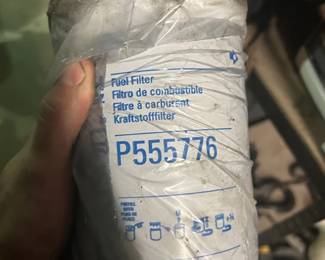 Fuel Filter
Filtro de combustible
Filtre à carburant
Kraftstofffilter
P555776